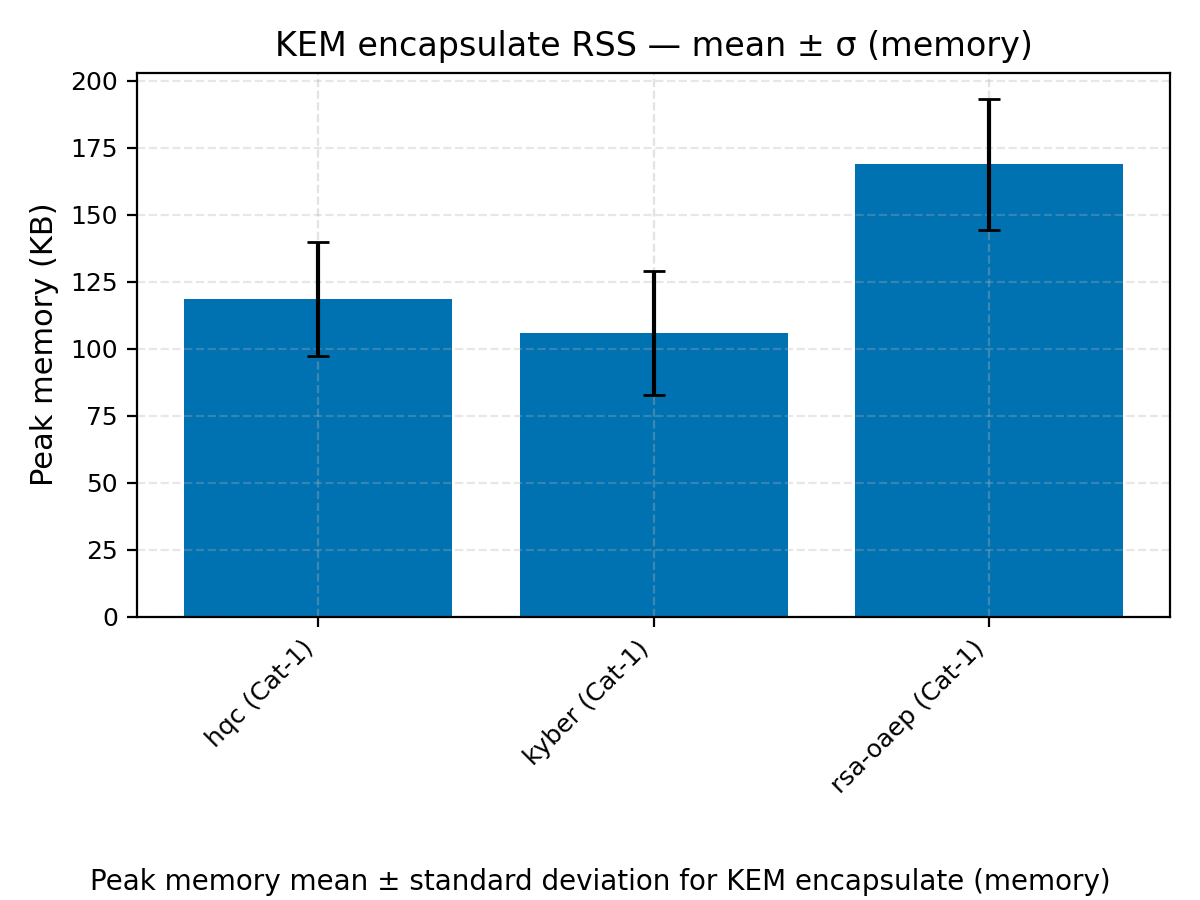 KEM encapsulate RSS — mean ± σ (memory)
Peak memory (KB)
200
175
150
125
100
75
50
25
0
hqc (Cat-1)
kyber (Cat-1)
rsa-oaep (Cat-1)
Peak memory mean ± standard deviation for KEM encapsulate (memory)